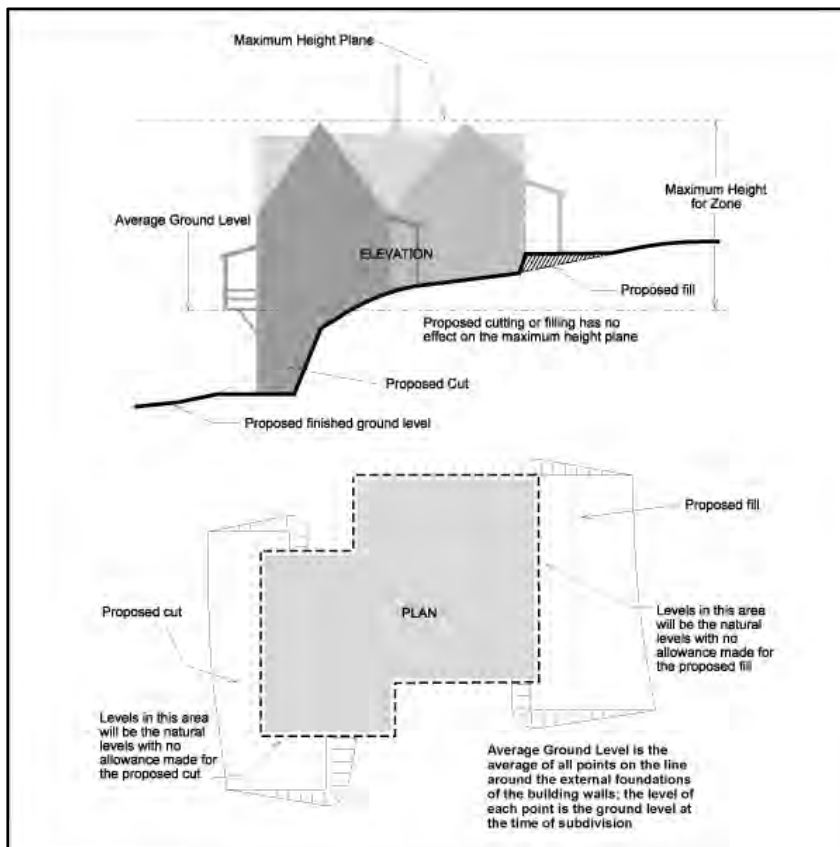 Maximum Height Plane
Maximum Height
for Zone
Average Ground Level
ELEVATION
Proposed fill
Proposed cutting or filling has no
effect on the maximum height plane
Proposed Cut
Proposed finished ground level
Proposed fill
Proposed cut
PLAN
Levels in this area
will be the natural
levels with no
allowance made for
the proposed fill
Levels in this area
will be the natural
levels with no
allowance made for
the proposed cut
Average Ground Level is the
average of all points on the line
around the external foundations
of the building walls; the level of
each point is the ground level at
the time of subdivision